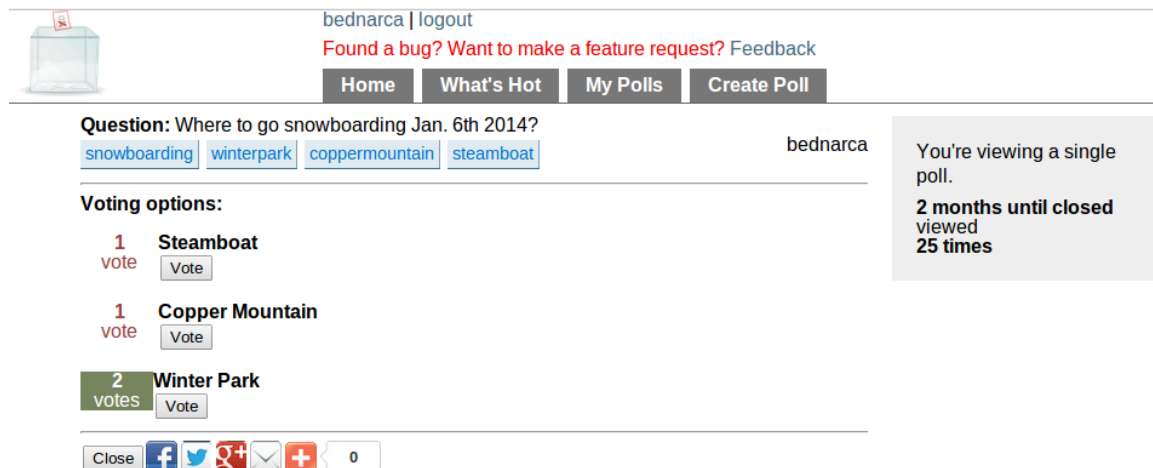 bednarca | logout
Found a bug? Want to make a feature request? Feedback
Home What's Hot My Polls Create Poll
Question: Where to go snowboarding Jan. 6th 2014?
snowboarding winterpark coppermountain steamboat
bednarca
Voting options:
1 Steamboat
vote Vote
1 Copper Mountain
vote Vote
2 Winter Park
votes Vote
Close f g+ + 0
You're viewing a single
poll.
2 months until closed
viewed
25 times